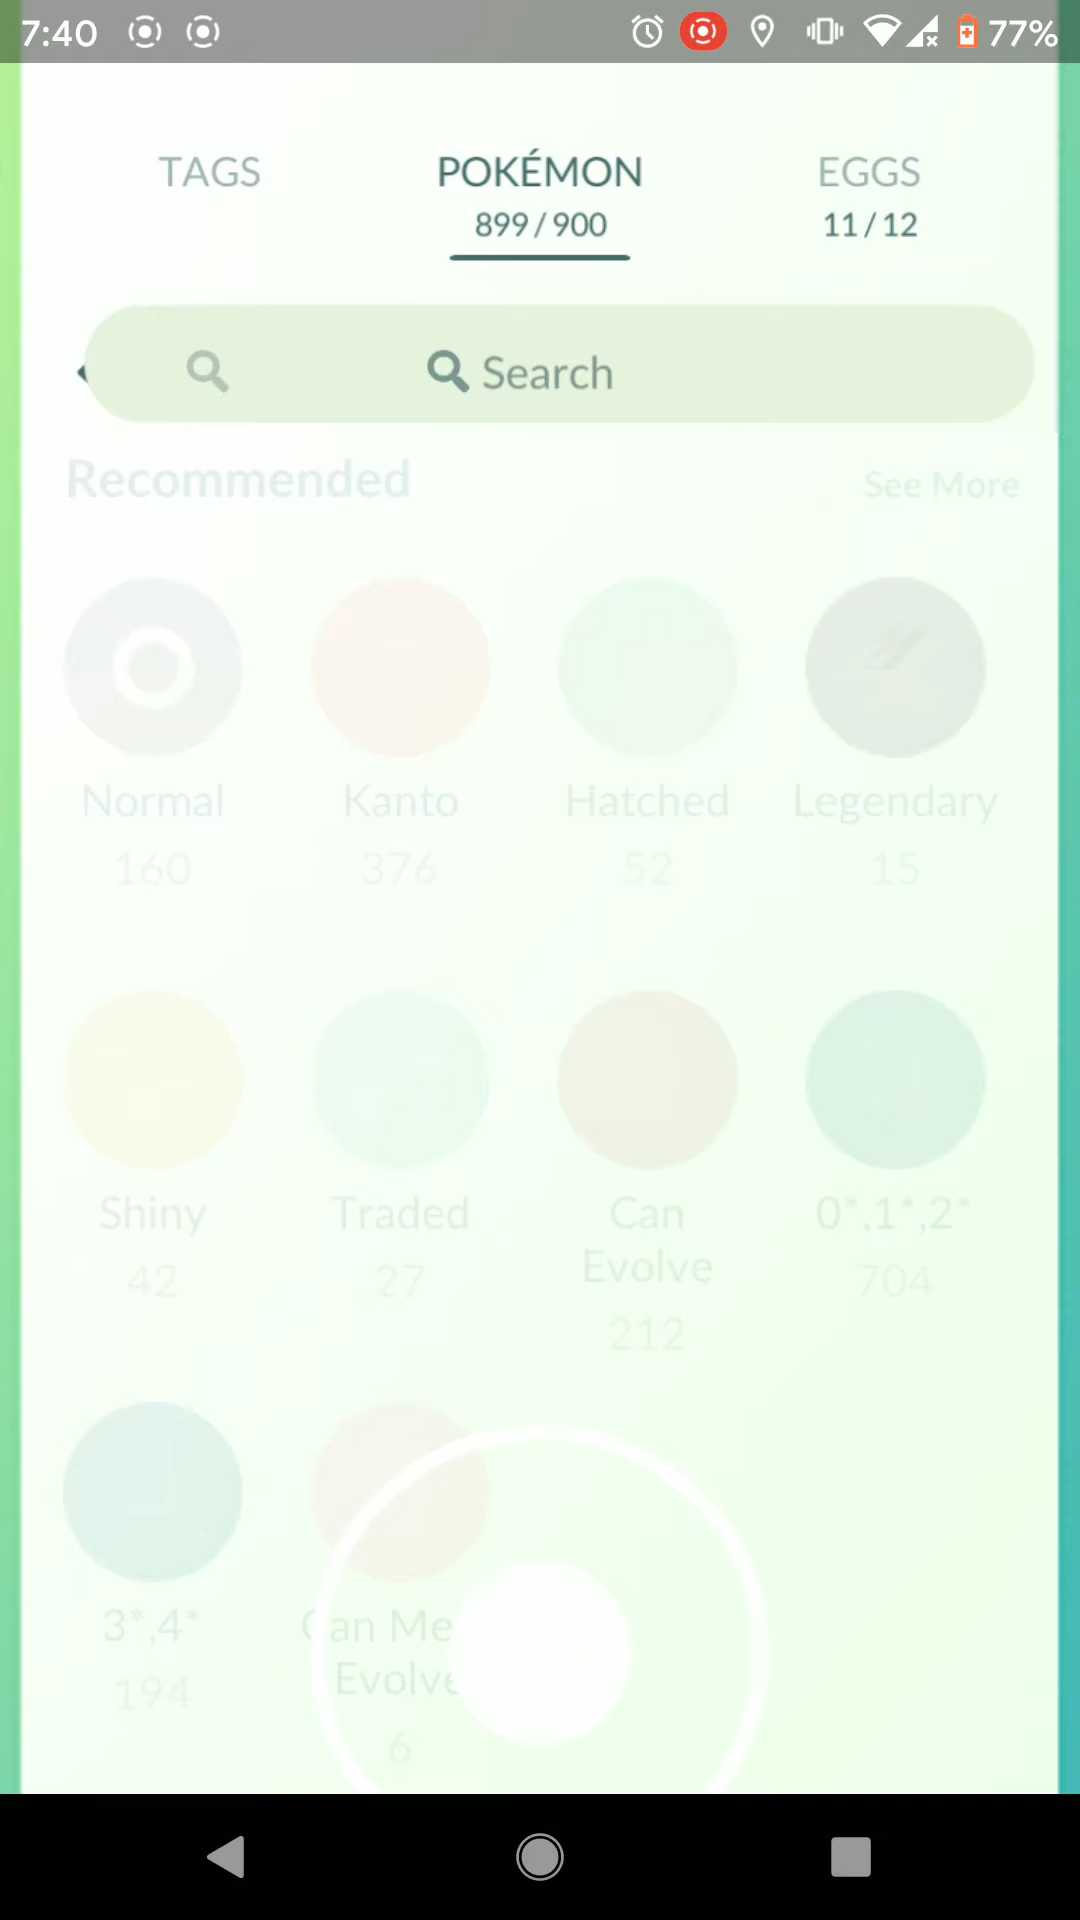 7:40 77%
TAGS POKÉMON EGGS
899/900 11/12
Search
Recommended See More
Normal Kanto Hatched Legendary
160 376 52 15
Shiny Traded Can Evolve 0*,1*,2*
42 27 212 704
3*,4* Can Me
Evolve
194 6